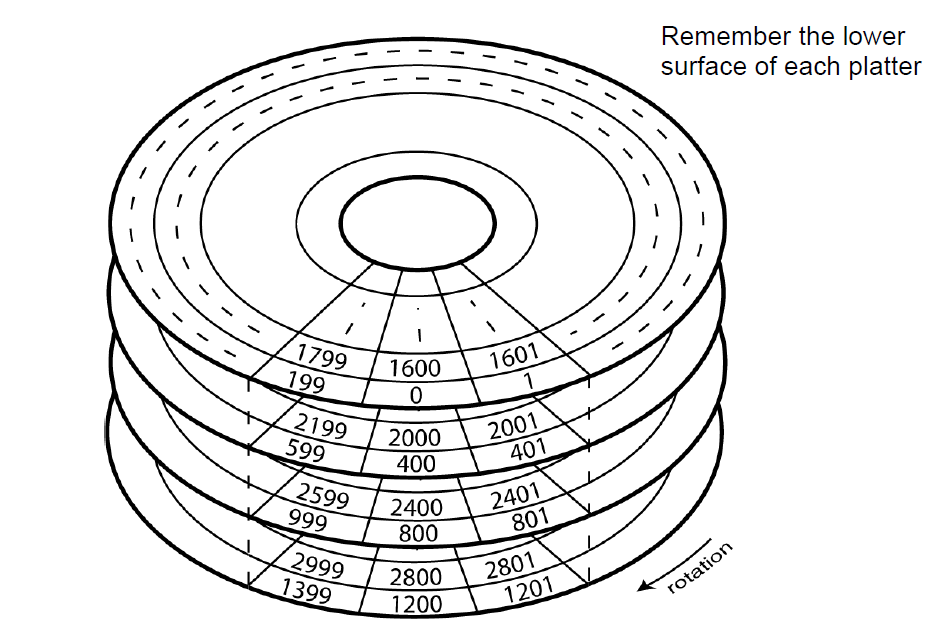 Remember the lower
surface of each platter
1799 1600 1601
199 0 1
2199 2000 2001
599 400 401
2599 2400 2401
999 800 801
2999 2800 2801
1399 1200 1201
rotation